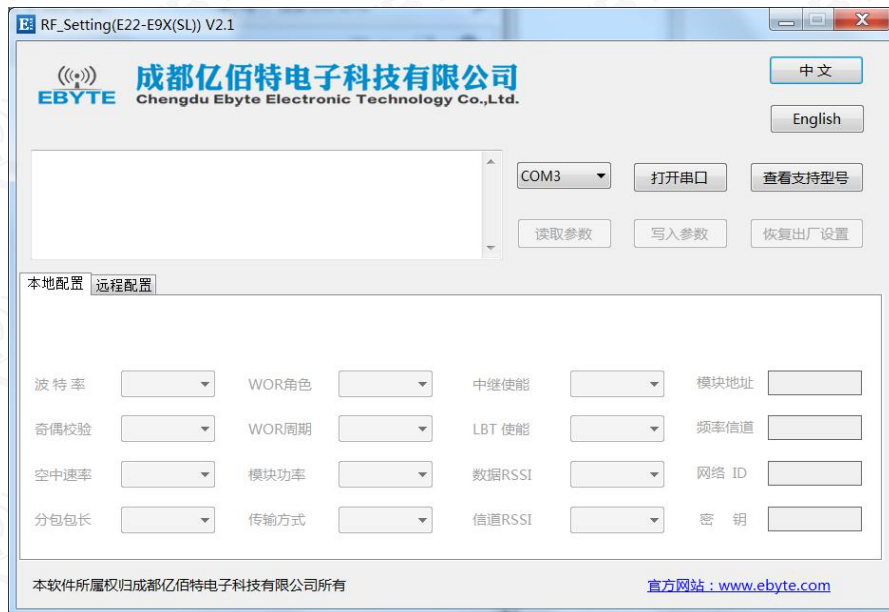 RF_Setting(E22-E9X(SL)) V2.1
EBYTE
成都亿佰特电子科技有限公司
Chengdu Ebyte Electronic Technology Co.,Ltd.
中文
English
COM3
打开串口
查看支持型号
读取参数
写入参数
恢复出厂设置
本地配置 远程配置
波特率 WOR角色 中继使能 模块地址
奇偶校验 WOR周期 LBT 使能 频率信道
空中速率 模块功率 数据RSSI 网络 ID
分包包长 传输方式 信道RSSI 密 钥
本软件所属权归成都亿佰特电子科技有限公司所有 官方网站：www.ebyte.com